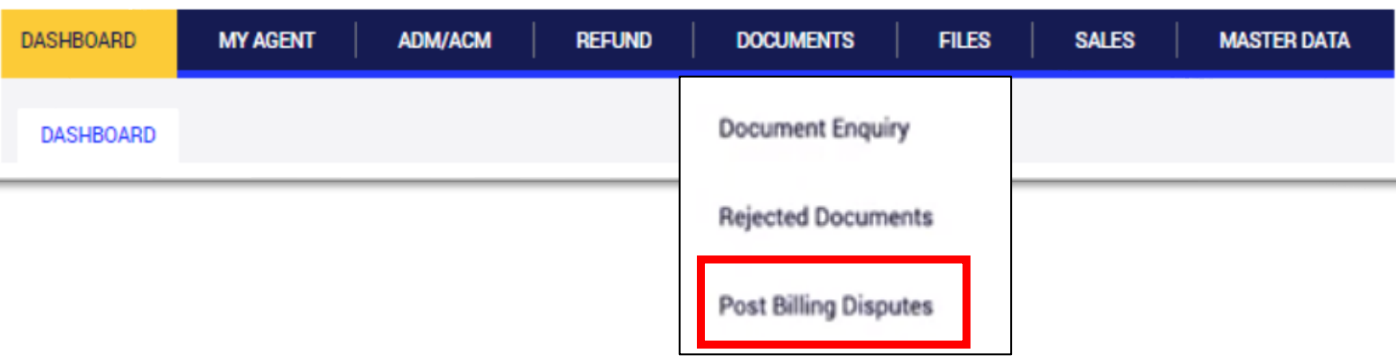 DASHBOARD MY AGENT ADM/ACM REFUND DOCUMENTS FILES SALES MASTER DATA
DASHBOARD
Document Enquiry
Rejected Documents
Post Billing Disputes